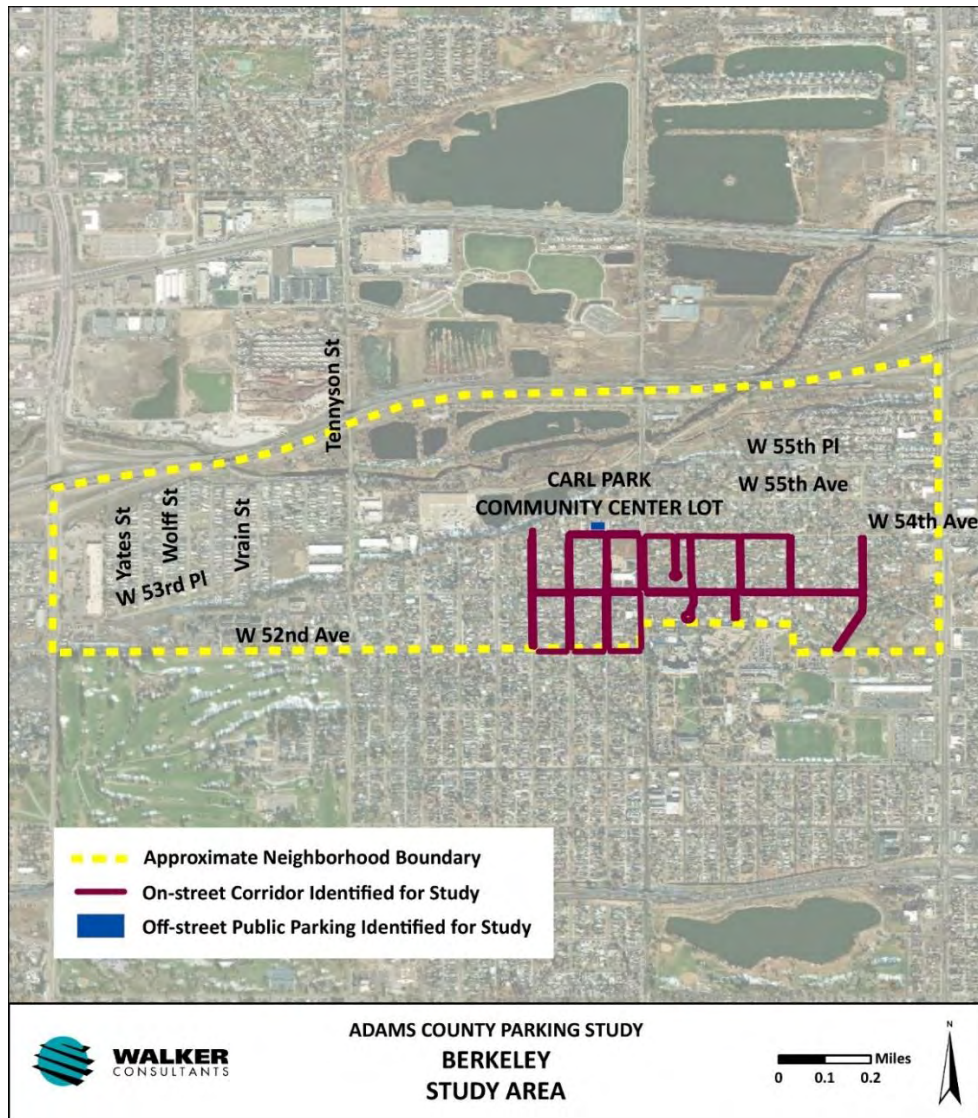 Tennyson St
W 55th Pl
CARL PARK
COMMUNITY CENTER LOT
W 55th Ave
W 54th Ave
Yates St
Wolff St
Vrain St
W 53rd Pl
W 52nd Ave
Approximate Neighborhood Boundary
On-street Corridor Identified for Study
Off-street Public Parking Identified for Study
WALKER
CONSULTANTS
ADAMS COUNTY PARKING STUDY
BERKELEY
STUDY AREA
Miles
0 0.1 0.2
N